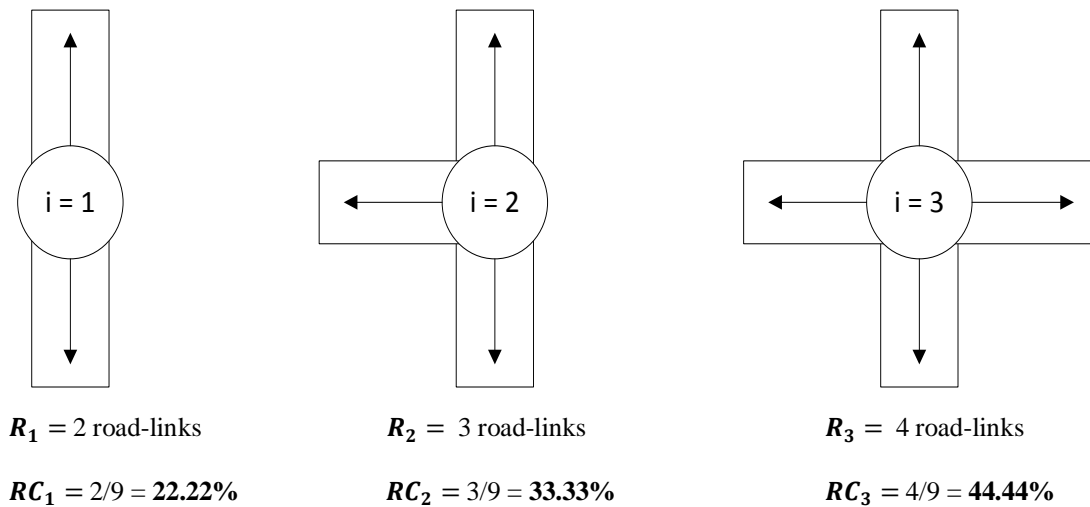 i = 1
i = 2
i = 3
R₁ = 2 road-links
R₂ = 3 road-links
R₃ = 4 road-links
RC₁ = 2/9 = 22.22%
RC₂ = 3/9 = 33.33%
RC₃ = 4/9 = 44.44%